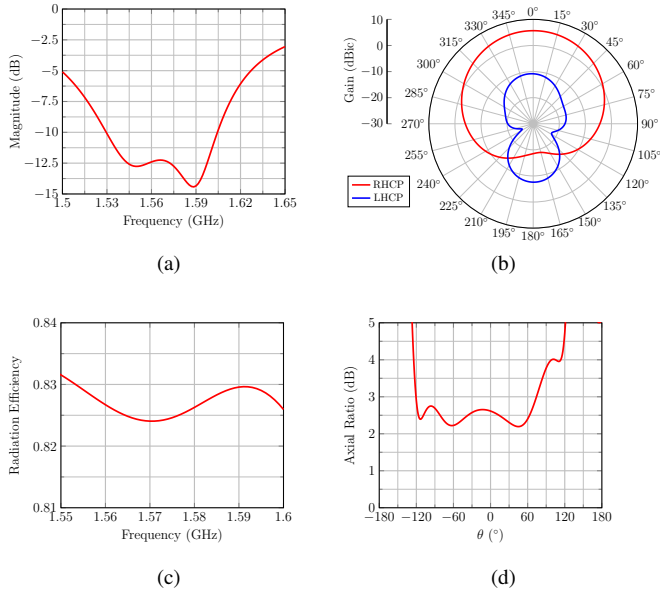 0
−2.5
−5
−7.5
−10
−12.5
−15
1.5 1.53 1.56 1.59 1.62 1.65
Magnitude (dB)
Frequency (GHz)
(a)
10
0
−10
−20
−30
Gain (dBic)
0°
15°
30°
45°
60°
75°
90°
105°
120°
135°
150°
165°
180°
195°
210°
225°
240°
255°
270°
285°
300°
315°
330°
345°
RHCP
LHCP
(b)
0.84
0.83
0.82
0.81
1.55 1.56 1.57 1.58 1.59 1.6
Radiation Efficiency
Frequency (GHz)
(c)
5
4
3
2
1
0
−180 −120 −60 0 60 120 180
Axial Ratio (dB)
θ (°)
(d)